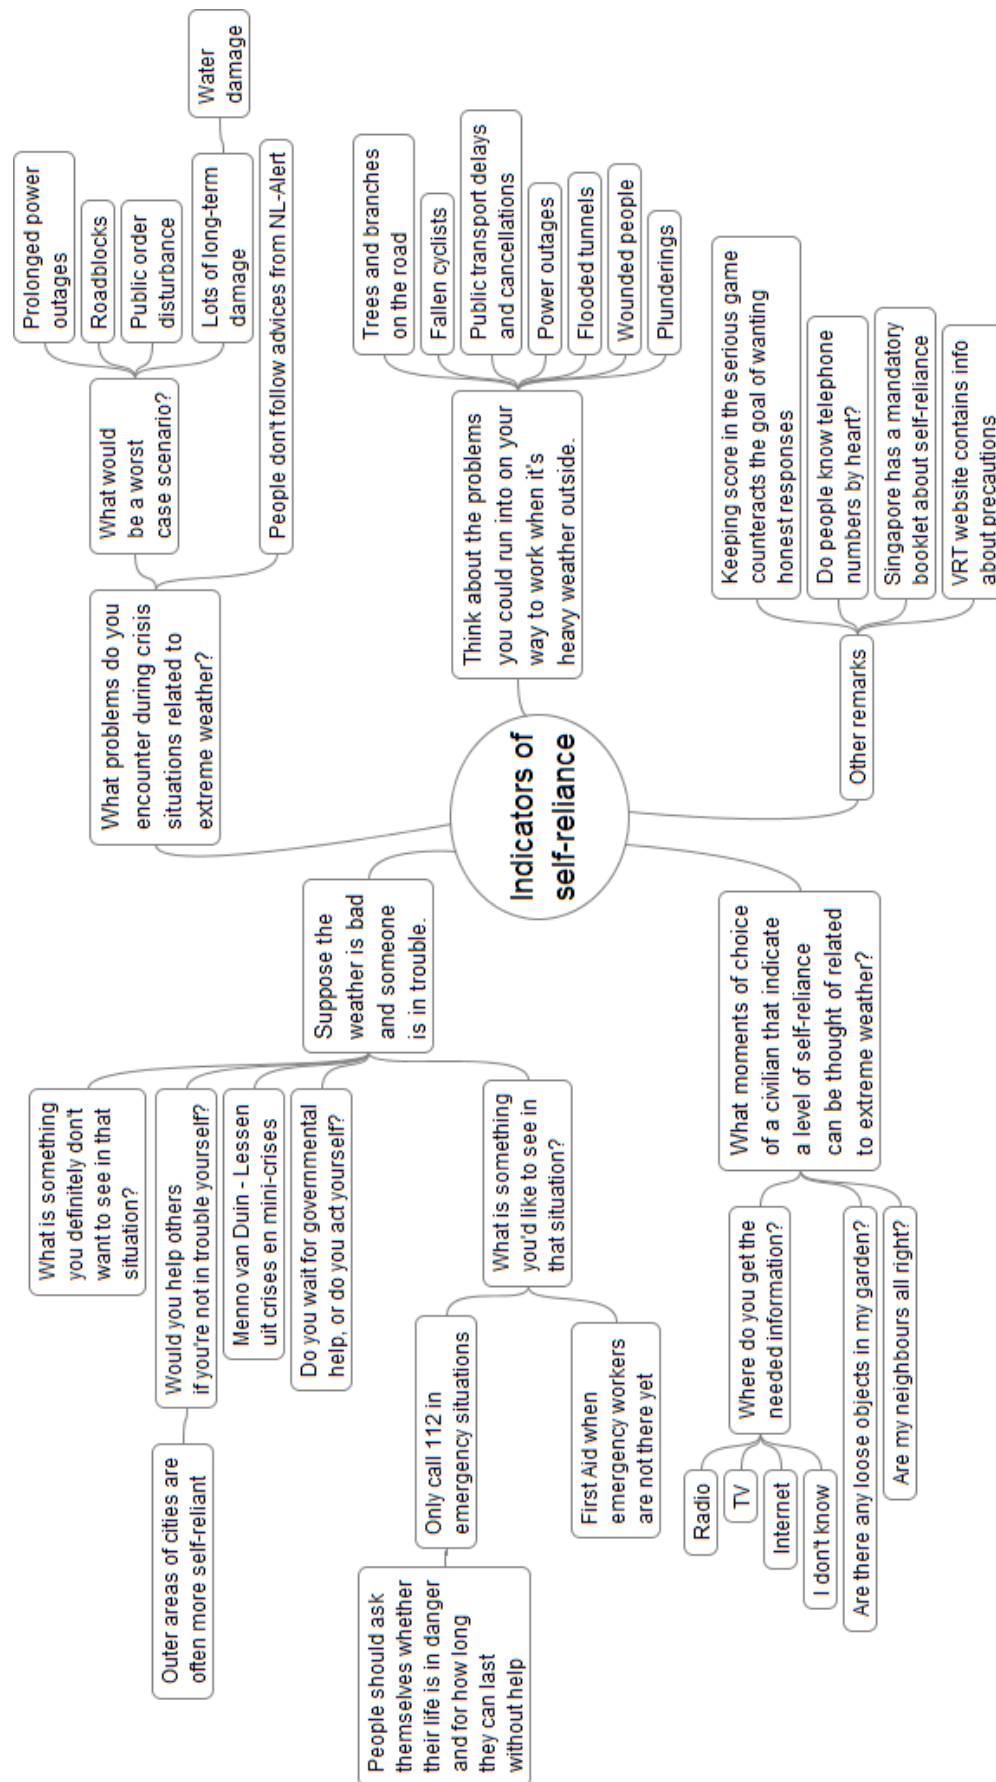 Indicators of
self-reliance
What problems do you
encounter during crisis
situations related to
extreme weather?
What would
be a worst
case scenario?
Prolonged power
outages
Roadblocks
Public order
disturbance
Lots of long-term
damage
Water
damage
People don't follow advices from NL-Alert
Think about the problems
you could run into on your
way to work when it's
heavy weather outside.
Trees and branches
on the road
Fallen cyclists
Public transport delays
and cancellations
Power outages
Flooded tunnels
Wounded people
Plunderings
Other remarks
Keeping score in the serious game
counteracts the goal of wanting
honest responses
Do people know telephone
numbers by heart?
Singapore has a mandatory
booklet about self-reliance
VRT website contains info
about precautions
Suppose the
weather is bad
and someone
is in trouble.
What is something
you definitely don't
want to see in that
situation?
Would you help others
if you're not in trouble yourself?
Outer areas of cities are
often more self-reliant
Menno van Duin - Lessen
uit crises en mini-crises
Do you wait for governmental
help, or do you act yourself?
What is something
you'd like to see in
that situation?
Only call 112 in
emergency situations
People should ask
themselves whether
their life is in danger
and for how long
they can last
without help
First Aid when
emergency workers
are not there yet
What moments of choice
of a civilian that indicate
a level of self-reliance
can be thought of related
to extreme weather?
Where do you get the
needed information?
Radio
TV
Internet
I don't know
Are there any loose objects in my garden?
Are my neighbours all right?